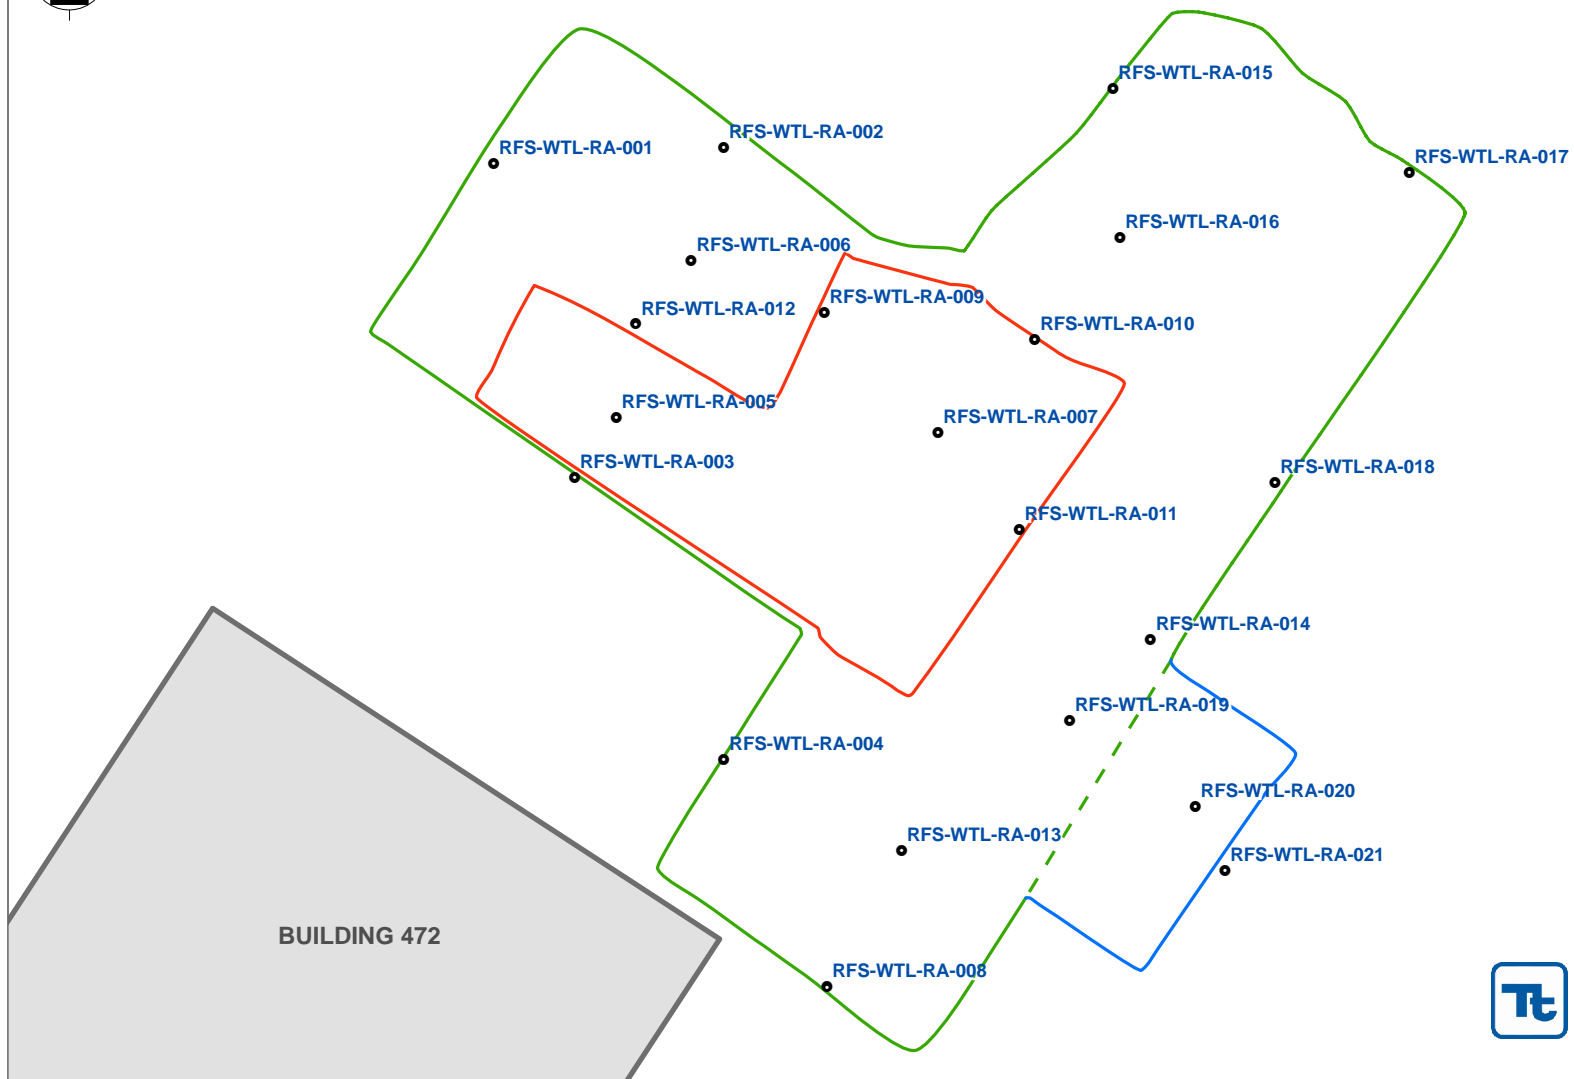 RFS-WTL-RA-015
RFS-WTL-RA-002
RFS-WTL-RA-001
RFS-WTL-RA-017
RFS-WTL-RA-016
RFS-WTL-RA-006
RFS-WTL-RA-009
RFS-WTL-RA-012
RFS-WTL-RA-010
RFS-WTL-RA-005
RFS-WTL-RA-007
RFS-WTL-RA-003
RFS-WTL-RA-018
RFS-WTL-RA-011
RFS-WTL-RA-014
RFS-WTL-RA-019
RFS-WTL-RA-004
RFS-WTL-RA-020
RFS-WTL-RA-013
RFS-WTL-RA-021
BUILDING 472
RFS-WTL-RA-008
Tt